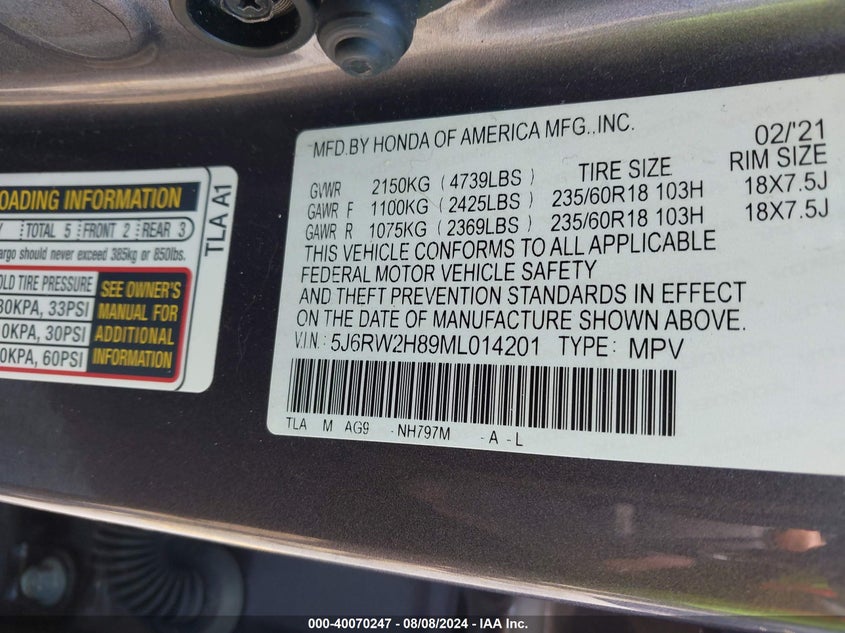 OADING INFORMATION
TOTAL 5 FRONT 2 REAR 3
argo should never exceed 385kg or 850lbs.
OLD TIRE PRESSURE
30KPA, 33PSI
0KPA, 30PSI
0KPA, 60PSI
SEE OWNER'S
MANUAL FOR
ADDITIONAL
INFORMATION
TLA A1
MFD.BY HONDA OF AMERICA MFG.,INC. 02/'21
TIRE SIZE RIM SIZE
GVWR 2150KG (4739LBS)
GAWR F 1100KG (2425LBS) 235/60R18 103H 18X7.5J
GAWR R 1075KG (2369LBS) 235/60R18 103H 18X7.5J
THIS VEHICLE CONFORMS TO ALL APPLICABLE
FEDERAL MOTOR VEHICLE SAFETY
AND THEFT PREVENTION STANDARDS IN EFFECT
ON THE DATE OF MANUFACTURE SHOWN ABOVE.
V.I.N.: 5J6RW2H89ML014201 TYPE: MPV
TLA M AG9 -NH797M -A -L
000-40070247 - 08/08/2024 - IAA Inc.